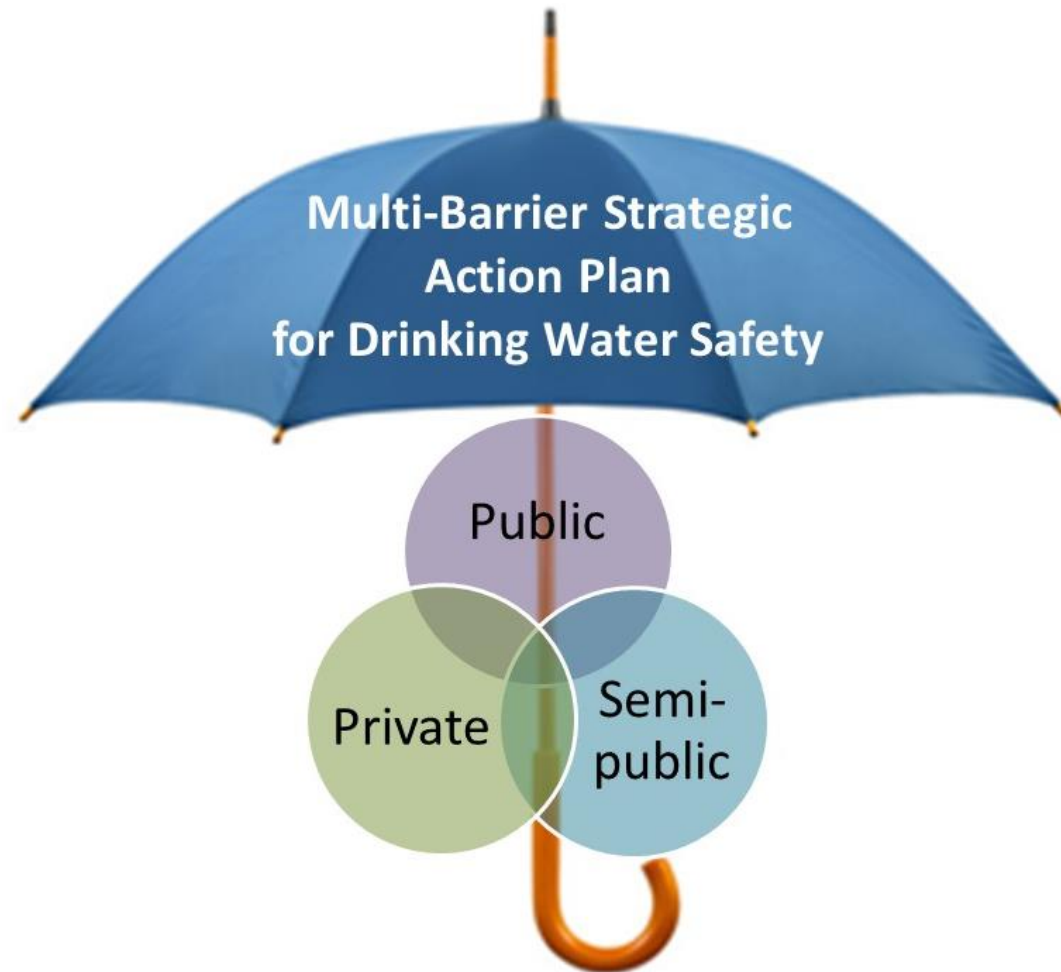 Multi-Barrier Strategic
Action Plan
for Drinking Water Safety
Public
Private
Semi-
public